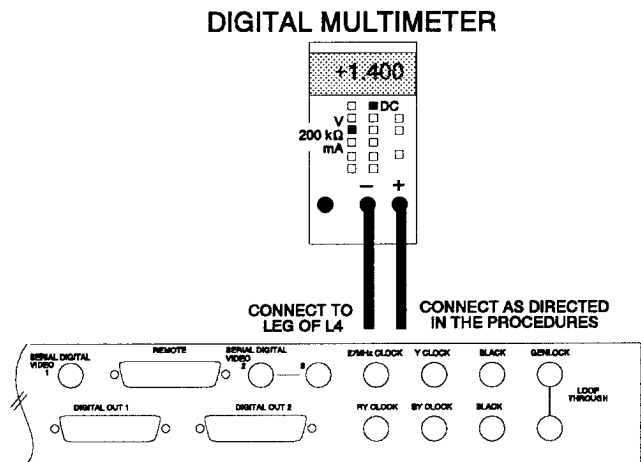 DIGITAL MULTIMETER
+1.400
DC
V
200 kΩ
mA
− +
CONNECT TO
LEG OF L4
CONNECT AS DIRECTED
IN THE PROCEDURES
SERIAL DIGITAL
VIDEO
1
REMOTE
SERIAL DIGITAL
VIDEO
2
3
27MHz CLOCK
Y CLOCK
BLACK
GENLOCK
LOOP
THROUGH
DIGITAL OUT 1
DIGITAL OUT 2
RY CLOCK
BY CLOCK
BLACK